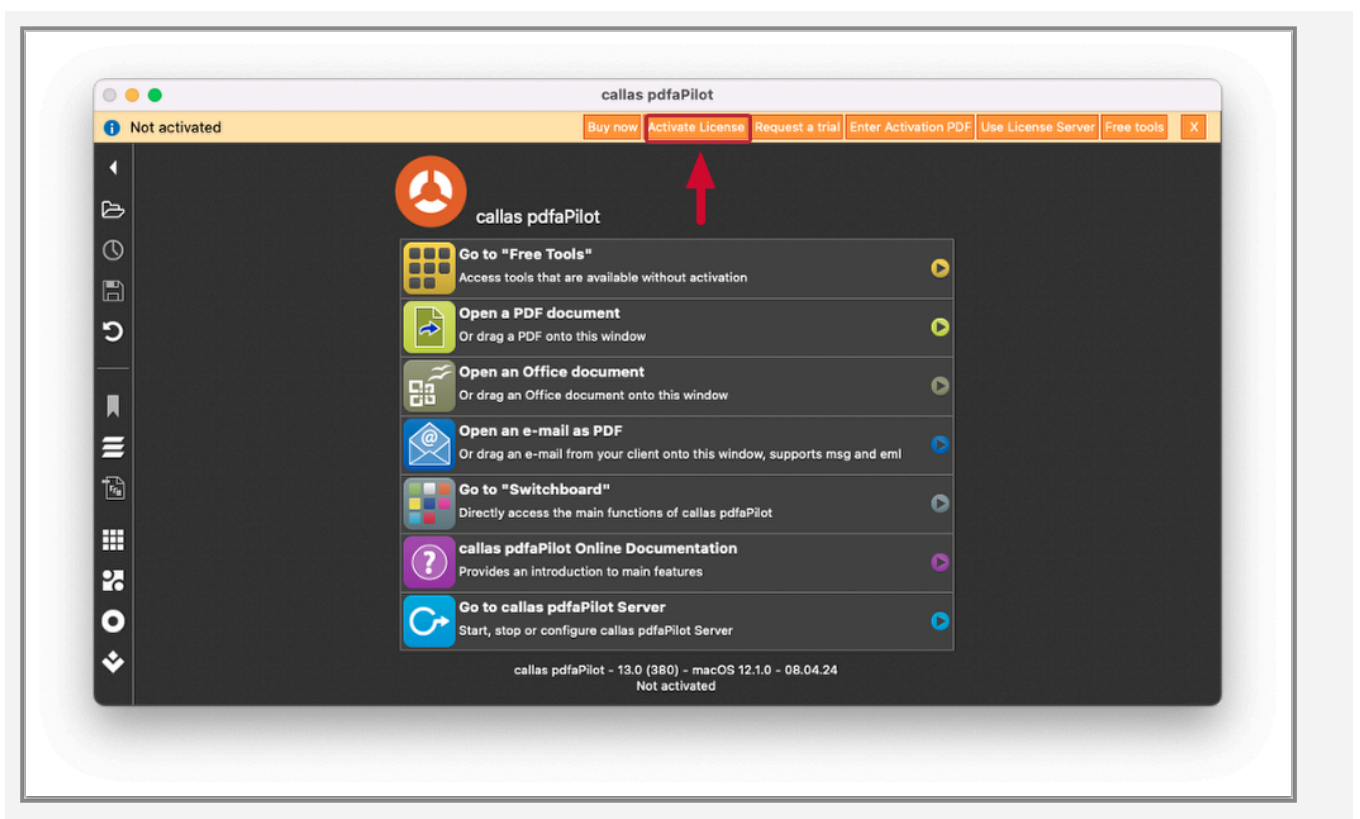 callas pdfaPilot
Not activated
Buy now Activate License Request a trial Enter Activation PDF Use License Server Free tools X
callas pdfaPilot
Go to "Free Tools"
Access tools that are available without activation
Open a PDF document
Or drag a PDF onto this window
Open an Office document
Or drag an Office document onto this window
Open an e-mail as PDF
Or drag an e-mail from your client onto this window, supports msg and eml
Go to "Switchboard"
Directly access the main functions of callas pdfaPilot
callas pdfaPilot Online Documentation
Provides an introduction to main features
Go to callas pdfaPilot Server
Start, stop or configure callas pdfaPilot Server
callas pdfaPilot - 13.0 (380) - macOS 12.1.0 - 08.04.24
Not activated